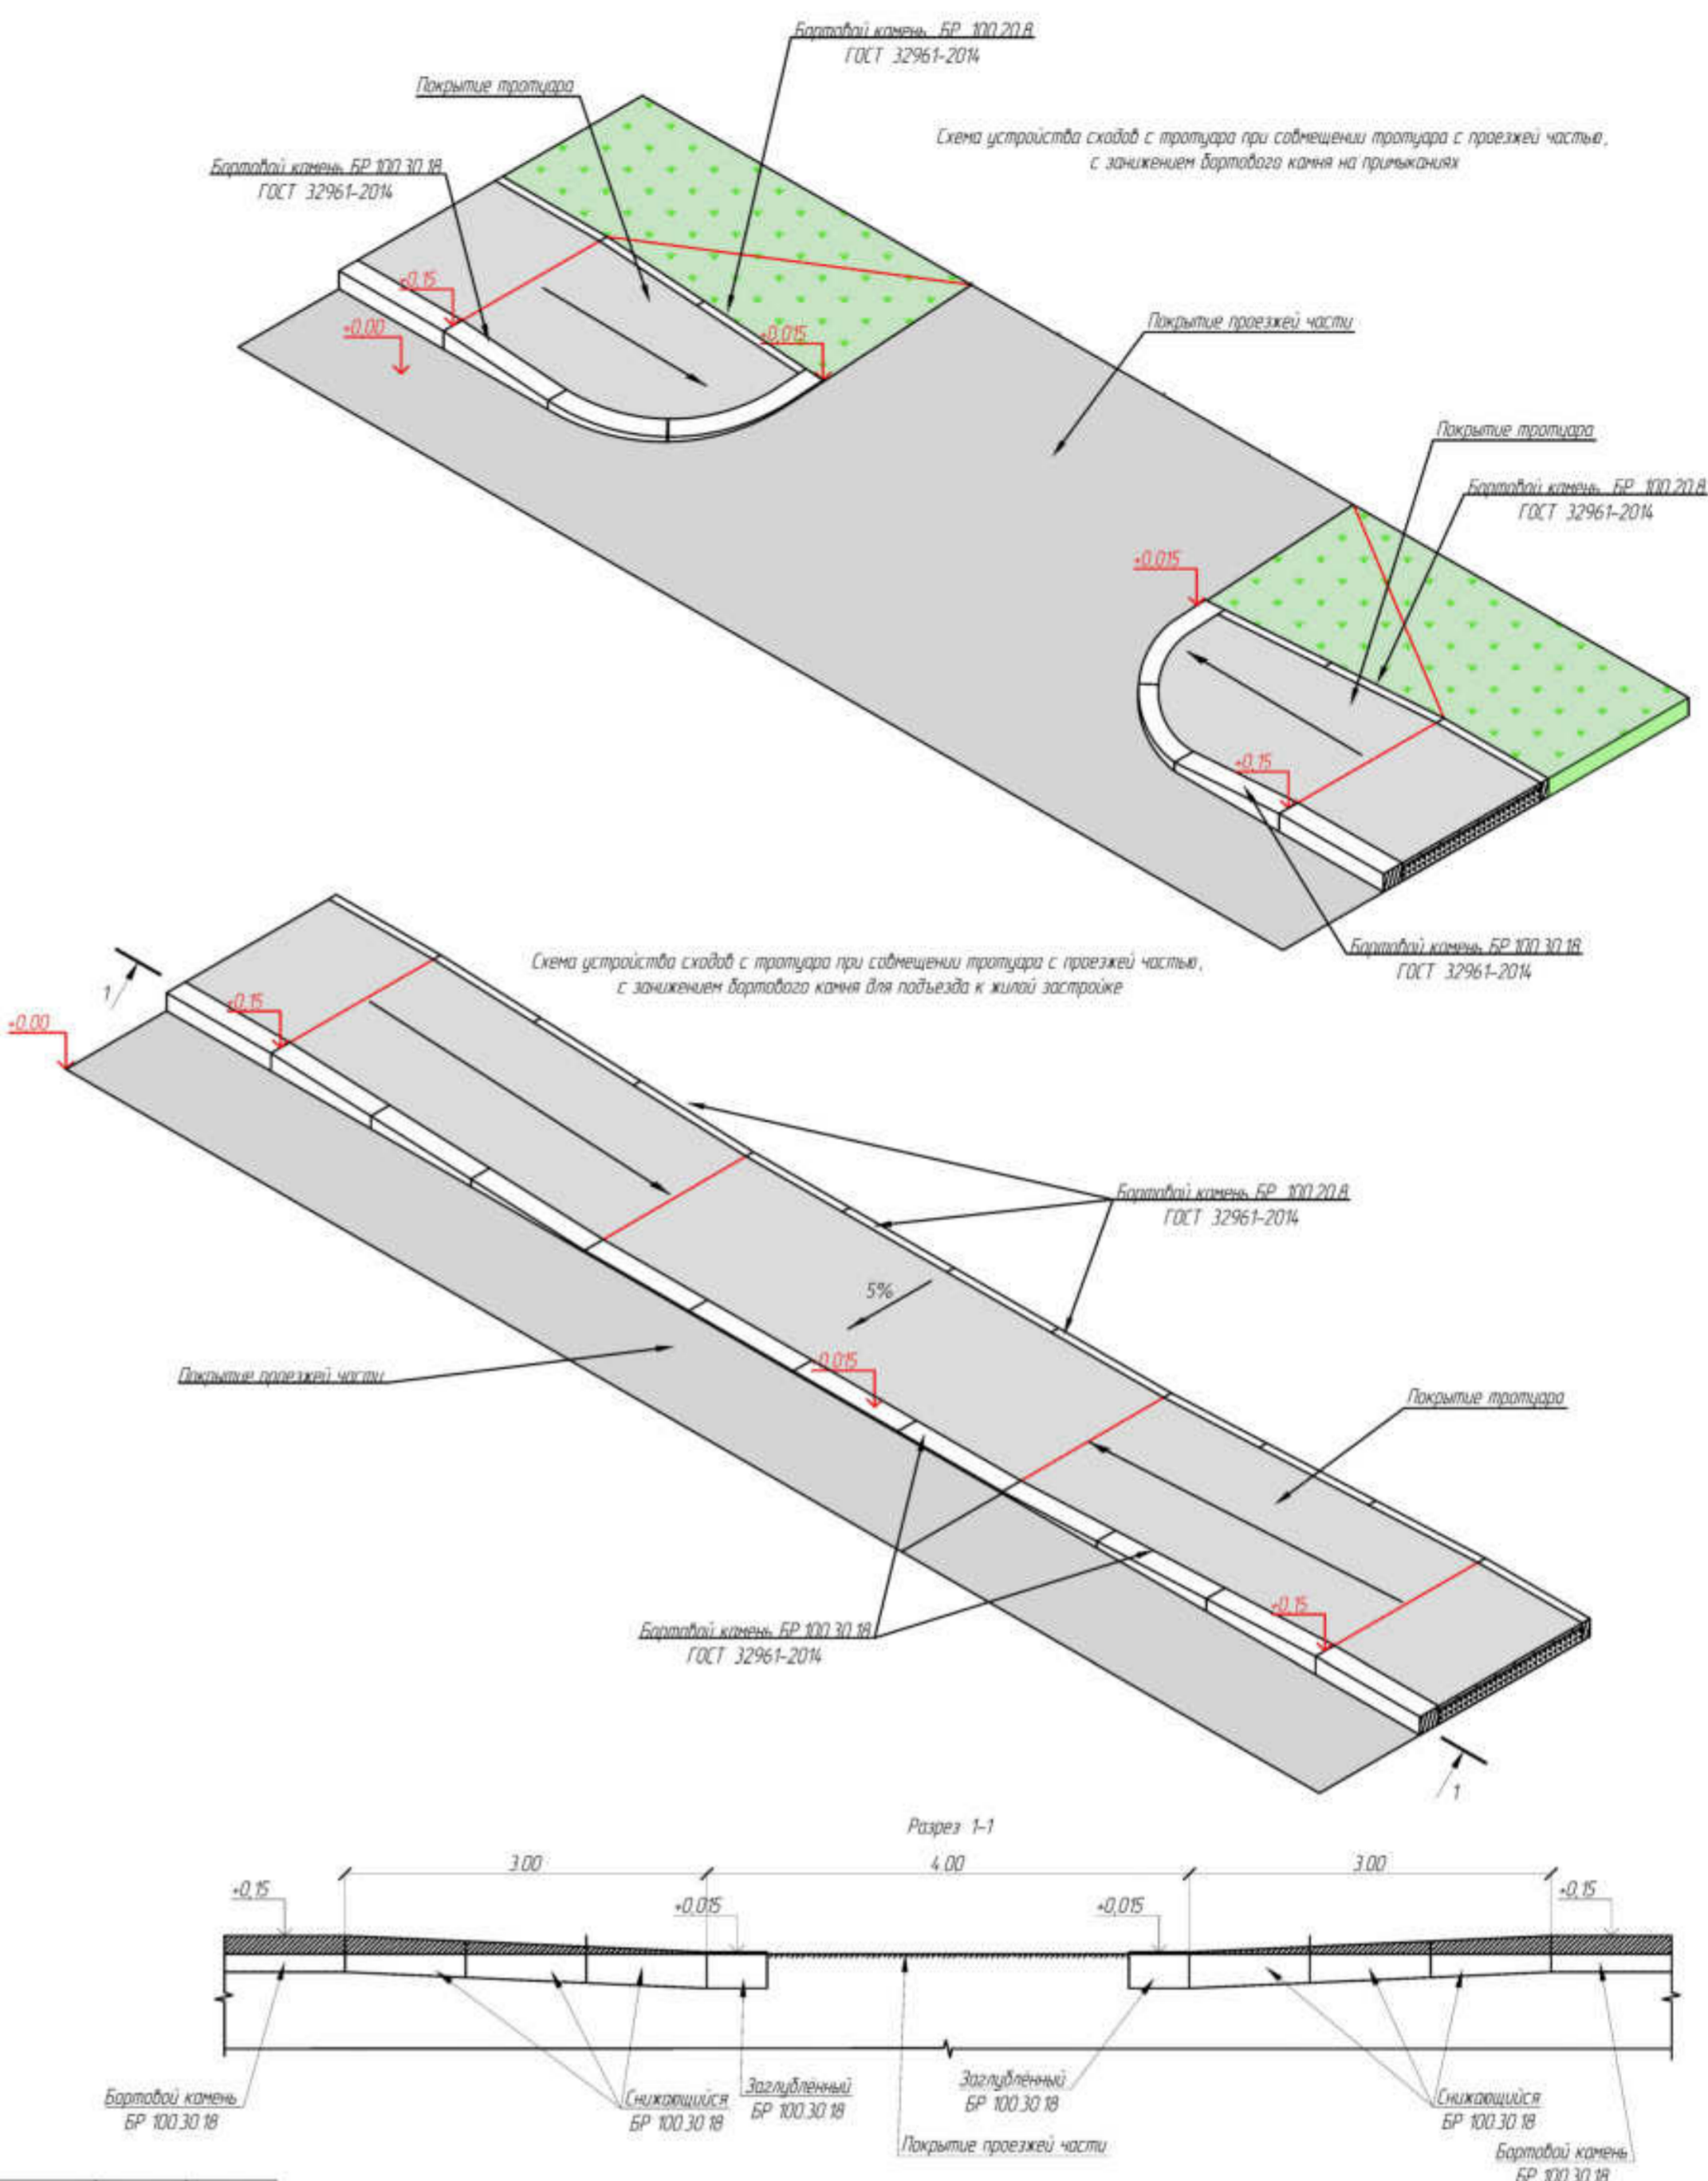 Бортовой камень БР 100.20.8
ГОСТ 32961-2014
Покрытие тротуара
Схема устройства сходов с тротуара при совмещении тротуара с проезжей частью,
с занижением бортового камня на примыканиях
Бортовой камень БР 100.30.18
ГОСТ 32961-2014
+0,15
+0,00
+0,015
Покрытие проезжей части
Покрытие тротуара
Бортовой камень БР 100.20.8
ГОСТ 32961-2014
+0,015
+0,15
Бортовой камень БР 100.30.18
ГОСТ 32961-2014
Схема устройства сходов с тротуара при совмещении тротуара с проезжей частью,
с занижением бортового камня для подъезда к жилой застройке
1
+0,15
+0,00
Бортовой камень БР 100.20.8
ГОСТ 32961-2014
5%
+0,015
Покрытие проезжей части
Покрытие тротуара
+0,15
Бортовой камень БР 100.30.18
ГОСТ 32961-2014
1
Разрез 1-1
3.00
4.00
3.00
+0,15
+0,015
+0,015
+0,15
Бортовой камень
БР 100.30.18
Снижающийся
БР 100.30.18
Заглубленный
БР 100.30.18
Заглубленный
БР 100.30.18
Покрытие проезжей части
Снижающийся
БР 100.30.18
Бортовой камень
БР 100.30.18